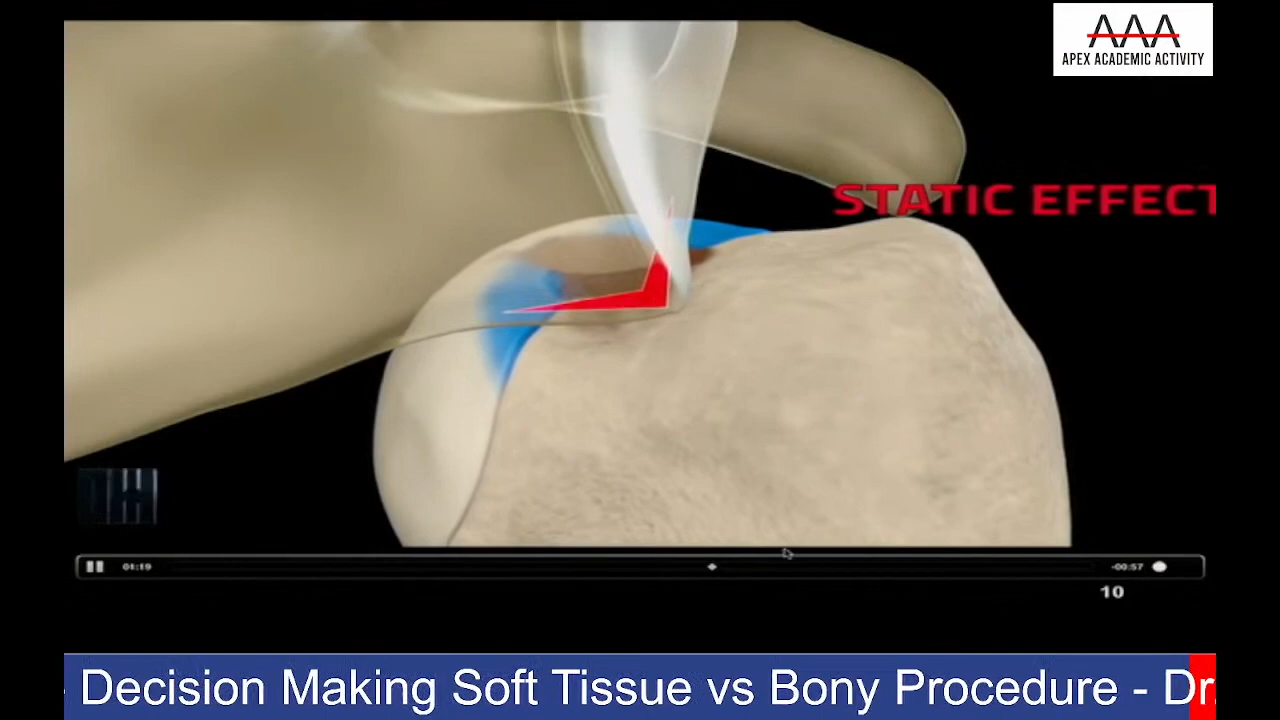 AAA
APEX ACADEMIC ACTIVITY
STATIC EFFECT
01:19
-00:57
10
Decision Making Soft Tissue vs Bony Procedure - Dr